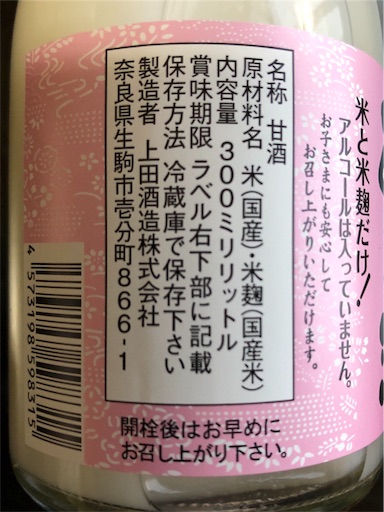 米と米麹だけ!
アルコールは入っていません。
お子さまにも安心して
お召し上がりいただけます。
名称 甘酒
原材料名 米(国産)・米麹(国産米)
内容量 300ミリリットル
賞味期限 ラベル右下部に記載
保存方法 冷蔵庫で保存下さい
製造者 上田酒造株式会社
奈良県生駒市壱分町866-1
開栓後はお早めに
お召し上がり下さい。
4573198598315